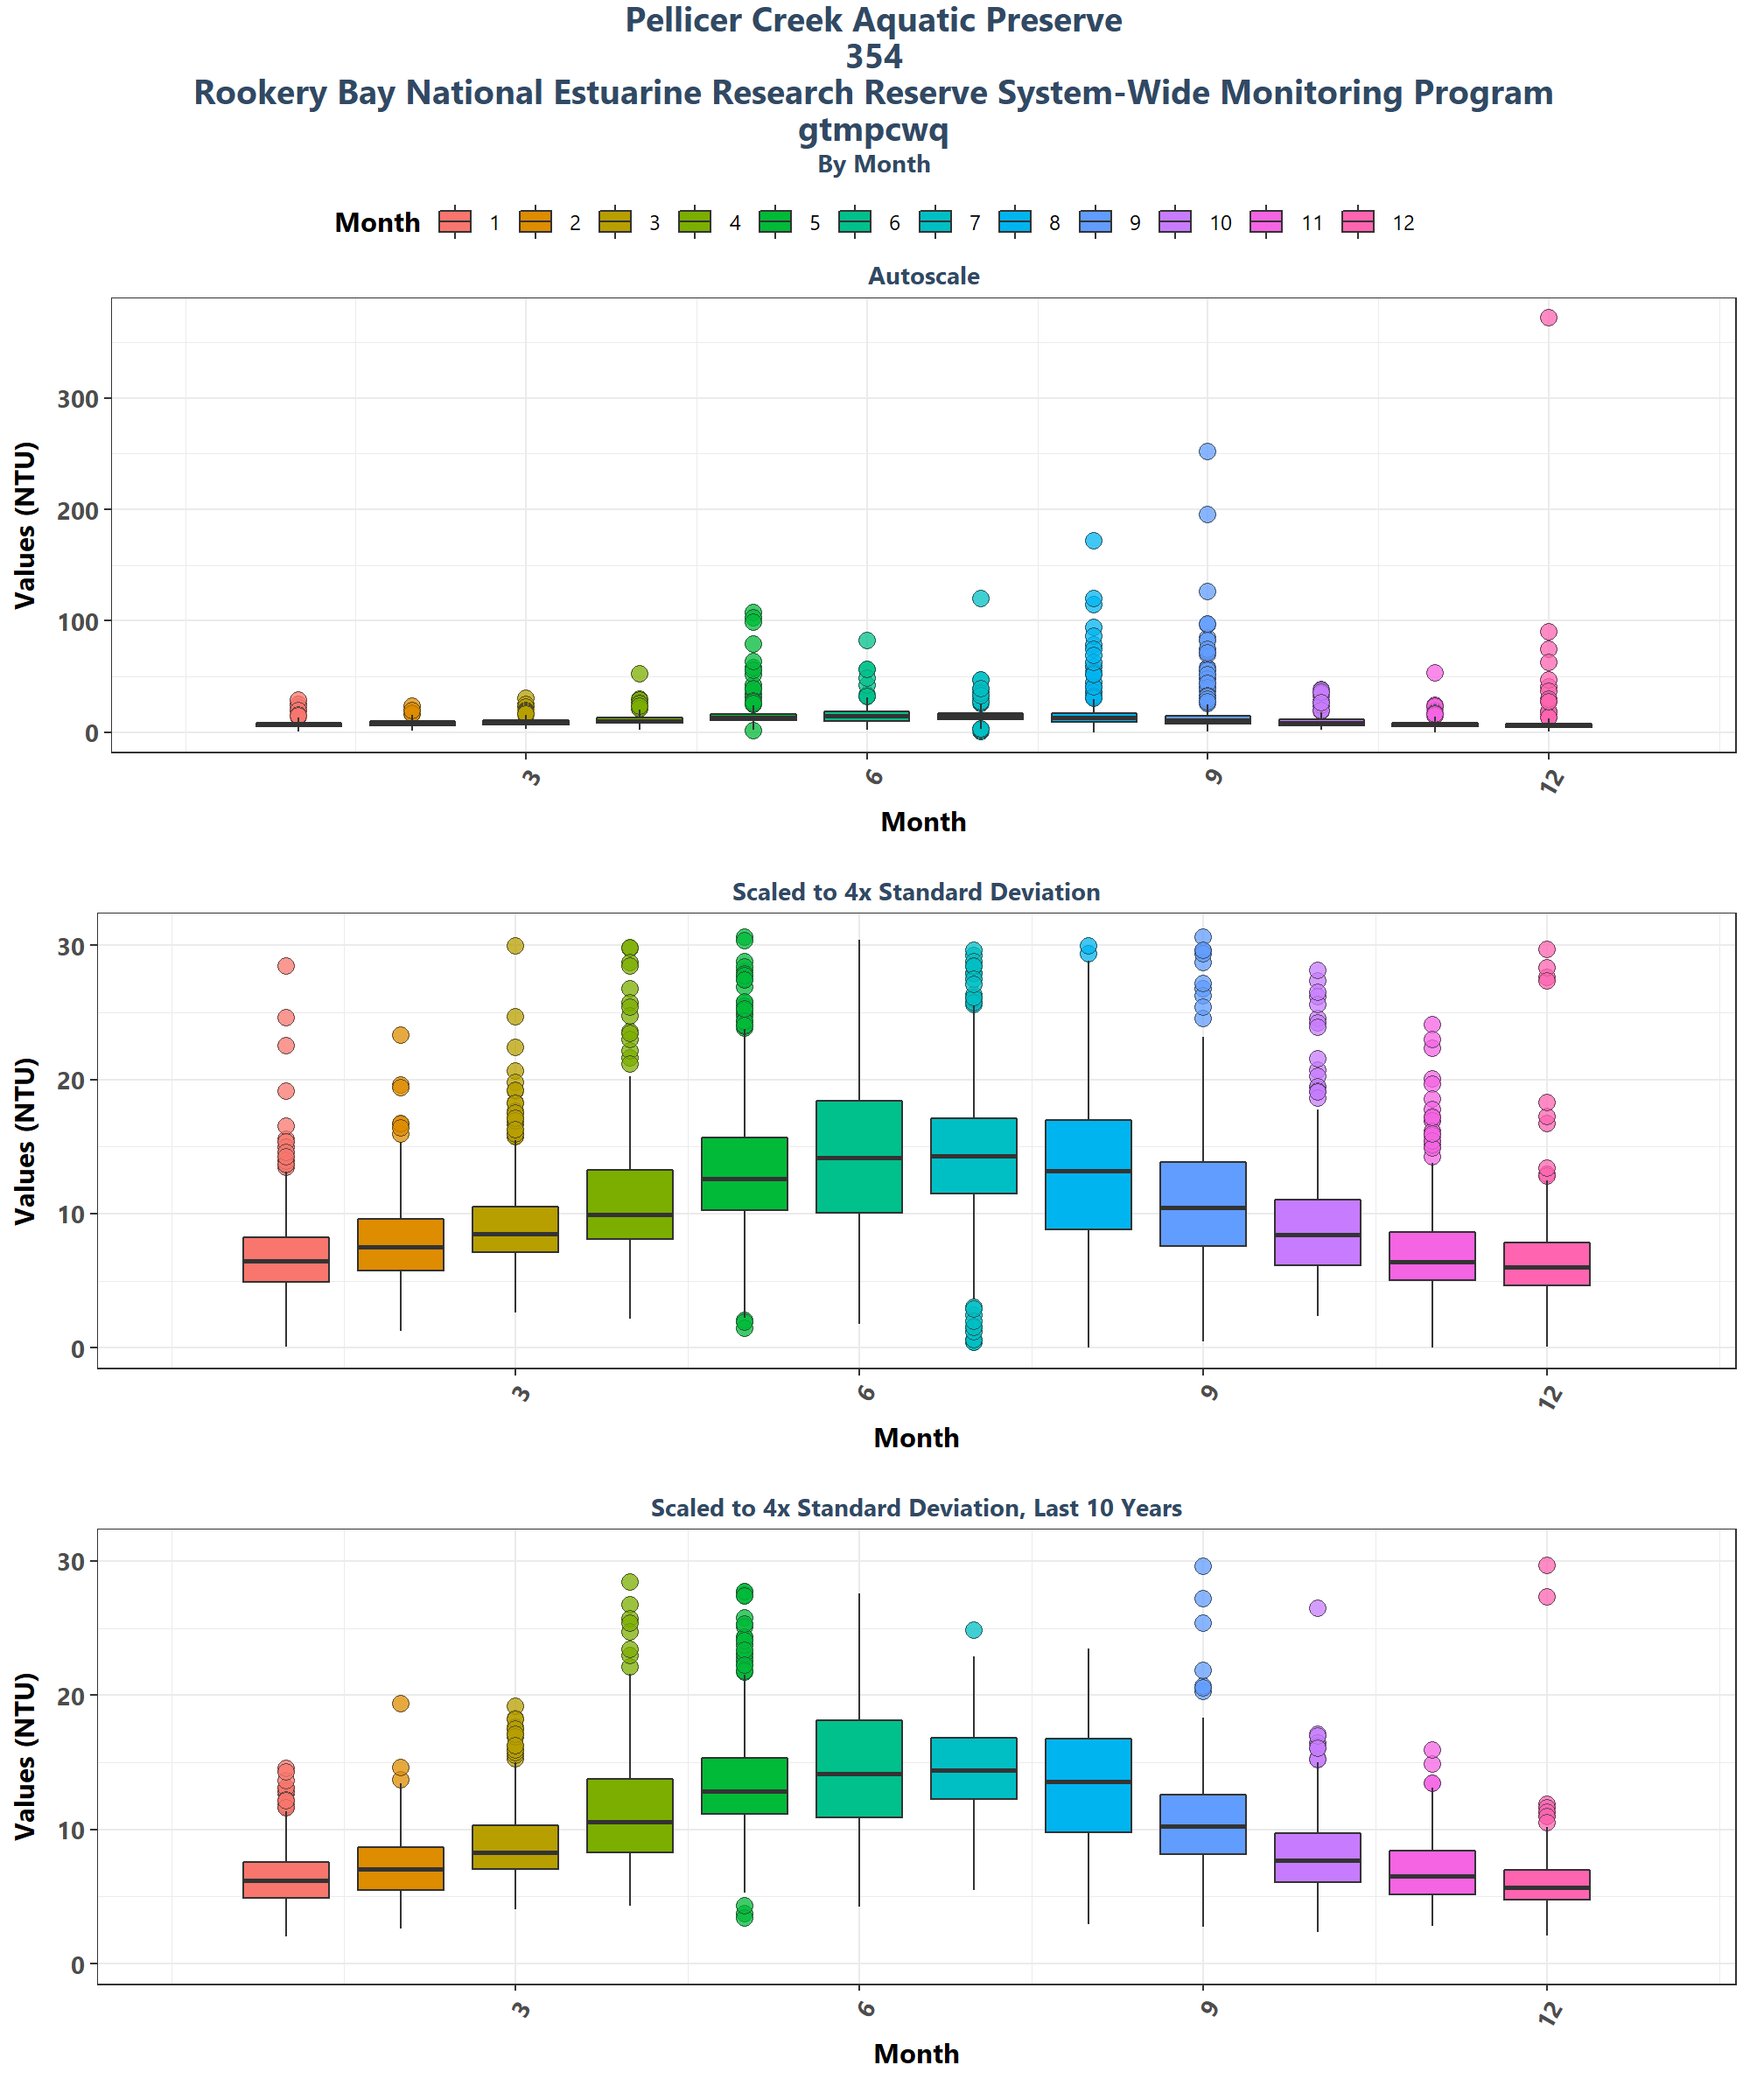 Pellicer Creek Aquatic Preserve
354
Rookery Bay National Estuarine Research Reserve System-Wide Monitoring Program
gtmpcwq
By Month
Month 1 2 3 4 5 6 7 8 9 10 11 12
Autoscale
Values (NTU)
300
200
100
0
3 6 9 12
Month
Scaled to 4x Standard Deviation
Values (NTU)
30
20
10
0
3 6 9 12
Month
Scaled to 4x Standard Deviation, Last 10 Years
Values (NTU)
30
20
10
0
3 6 9 12
Month